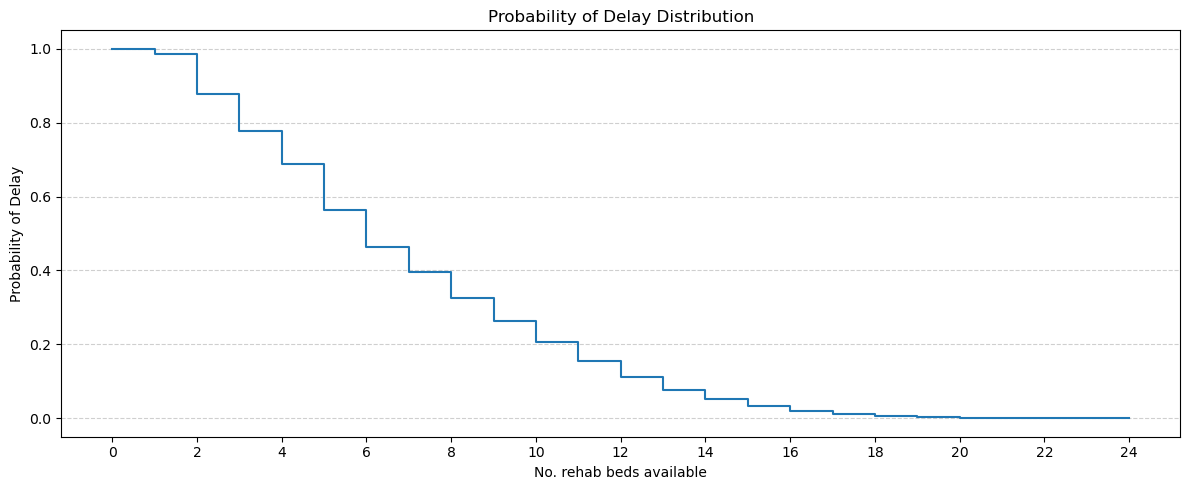 Probability of Delay Distribution
1.0
0.8
0.6
0.4
0.2
0.0
Probability of Delay
0 2 4 6 8 10 12 14 16 18 20 22 24
No. rehab beds available